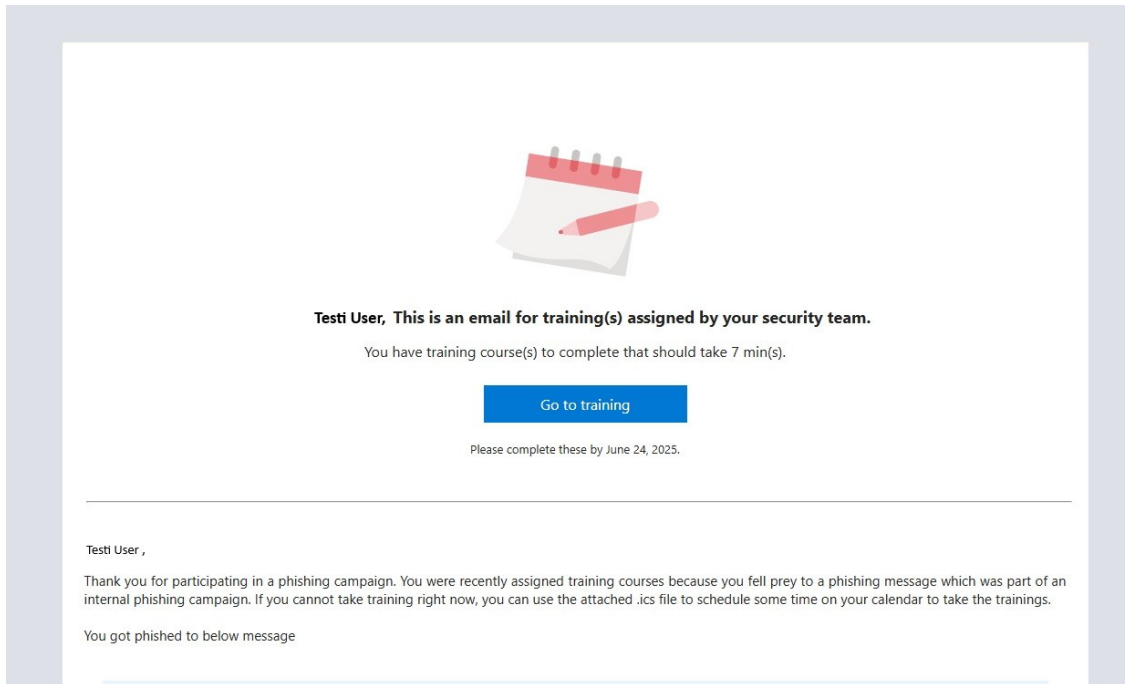 Testi User, This is an email for training(s) assigned by your security team.
You have training course(s) to complete that should take 7 min(s).
Go to training
Please complete these by June 24, 2025.
Testi User ,
Thank you for participating in a phishing campaign. You were recently assigned training courses because you fell prey to a phishing message which was part of an
internal phishing campaign. If you cannot take training right now, you can use the attached .ics file to schedule some time on your calendar to take the trainings.
You got phished to below message